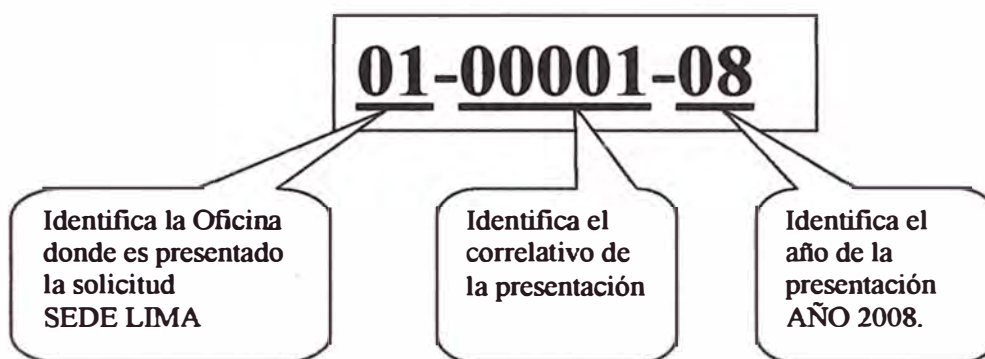 01-00001-08
Identifica la Oficina
donde es presentado
la solicitud
SEDE LIMA
Identifica el
correlativo de
la presentación
Identifica el
año de la
presentación
AÑO 2008.